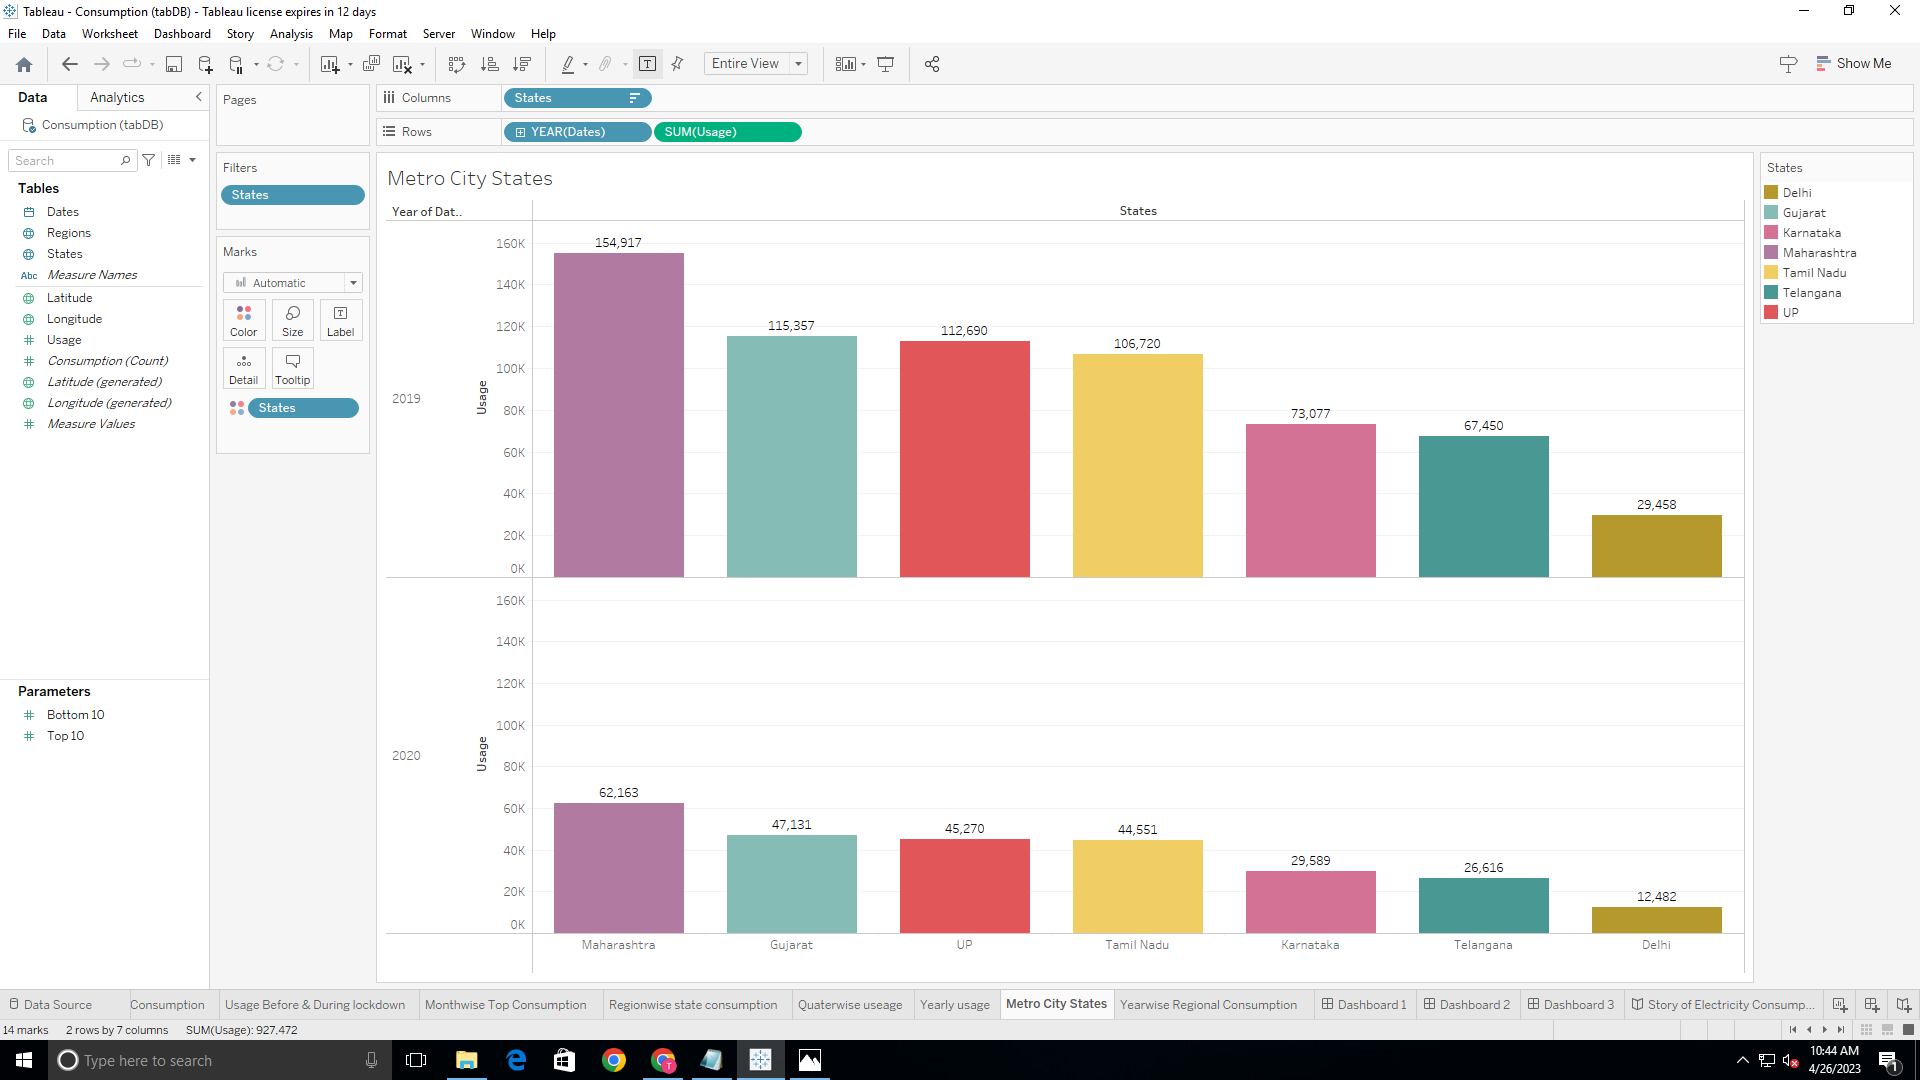 Tableau - Consumption (tabDB) - Tableau license expires in 12 days
File Data Worksheet Dashboard Story Analysis Map Format Server Window Help
Entire View
Show Me
Data Analytics
Consumption (tabDB)
Search
Tables
Dates
Regions
States
Abc Measure Names
Latitude
Longitude
Usage
Consumption (Count)
Latitude (generated)
Longitude (generated)
Measure Values
Parameters
Bottom 10
Top 10
Pages
Filters
States
Marks
Automatic
Color Size Label
Detail Tooltip
States
Columns States
Rows YEAR(Dates) SUM(Usage)
Metro City States
Year of Dat.. States
2019
Usage
160K
140K
120K
100K
80K
60K
40K
20K
0K
154,917
115,357
112,690
106,720
73,077
67,450
29,458
2020
Usage
160K
140K
120K
100K
80K
60K
40K
20K
0K
62,163
47,131
45,270
44,551
29,589
26,616
12,482
Maharashtra Gujarat UP Tamil Nadu Karnataka Telangana Delhi
States
Delhi
Gujarat
Karnataka
Maharashtra
Tamil Nadu
Telangana
UP
Data Source Consumption Usage Before & During lockdown Monthwise Top Consumption Regionwise state consumption Quaterwise useage Yearly usage Metro City States Yearwise Regional Consumption Dashboard 1 Dashboard 2 Dashboard 3 Story of Electricity Consump...
14 marks 2 rows by 7 columns SUM(Usage): 927,472
Type here to search
10:44 AM
4/26/2023
1